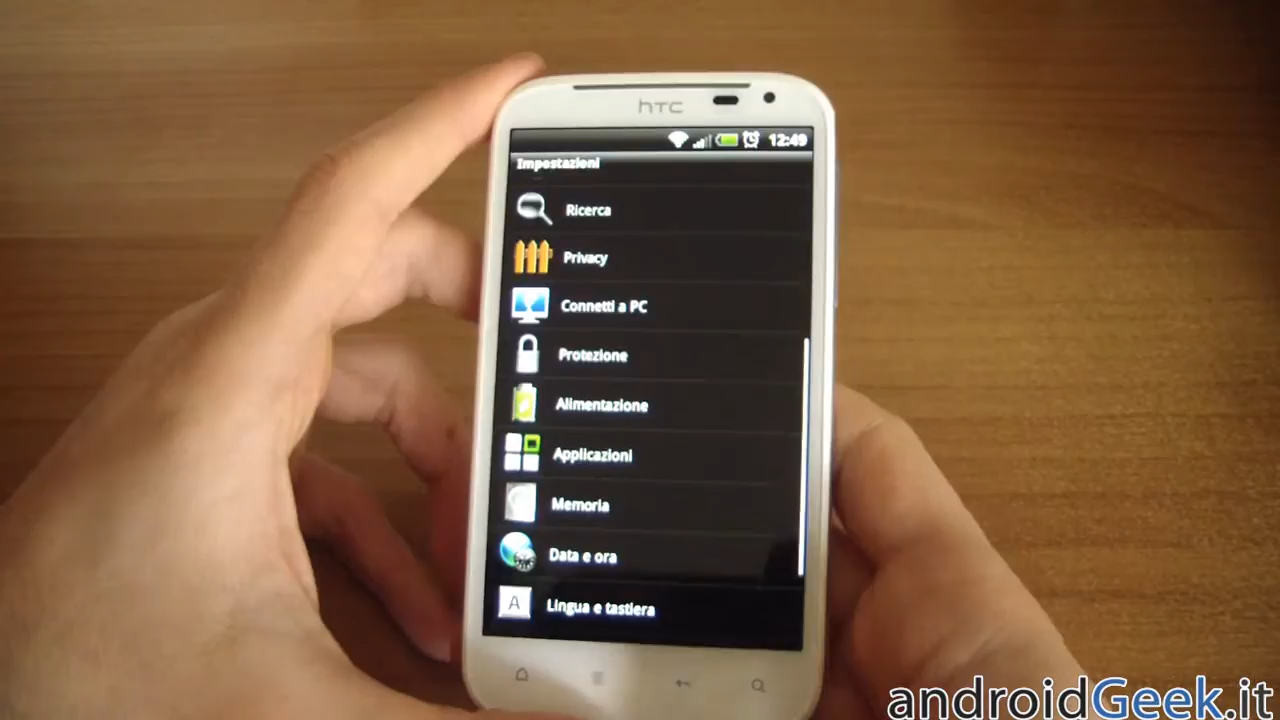 hTC
12:49
Impostazioni
Ricerca
Privacy
Connetti a PC
Protezione
Alimentazione
Applicazioni
Memoria
Data e ora
A
Lingua e tastiera
androidGeek.it